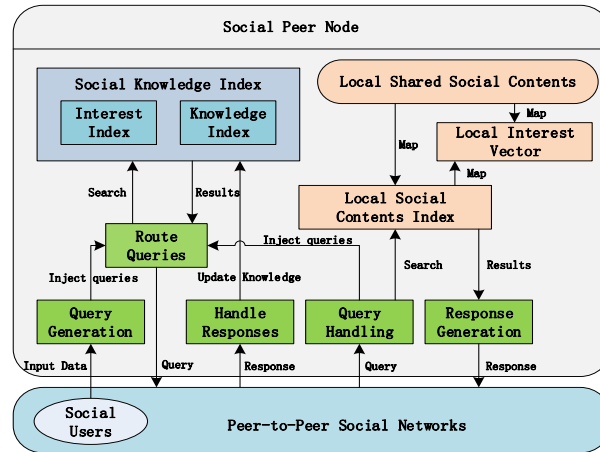 Social Peer Node
Social Knowledge Index
Interest
Index
Knowledge
Index
Local Shared Social Contents
Map
Map
Local Interest
Vector
Map
Local Social
Contents Index
Search
Results
Route
Queries
Inject queries
Inject queries
Update Knowledge
Search
Results
Query
Generation
Handle
Responses
Query
Handling
Response
Generation
Input Data
Query
Response
Query
Response
Social
Users
Peer-to-Peer Social Networks